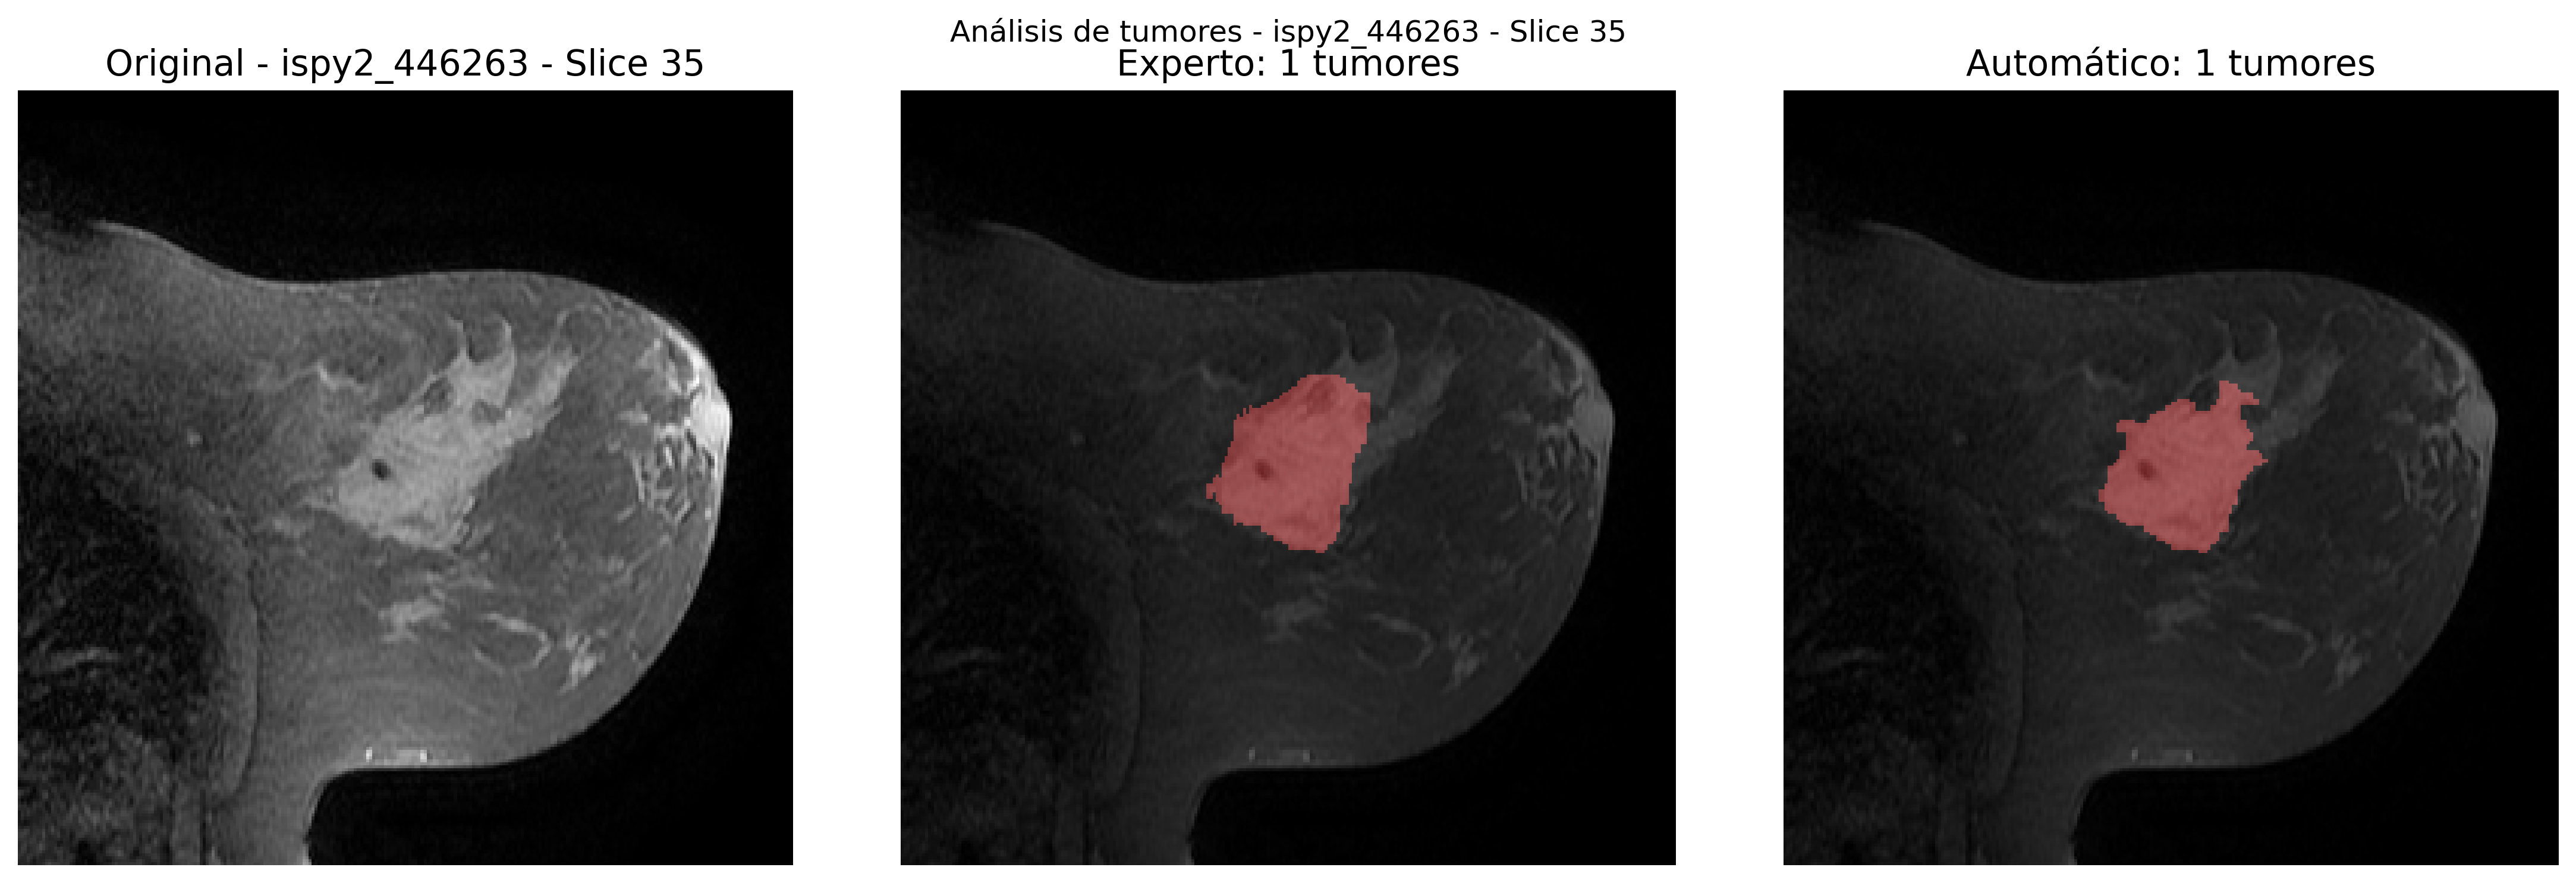 Análisis de tumores - ispy2_446263 - Slice 35
Original - ispy2_446263 - Slice 35
Experto: 1 tumores
Automático: 1 tumores